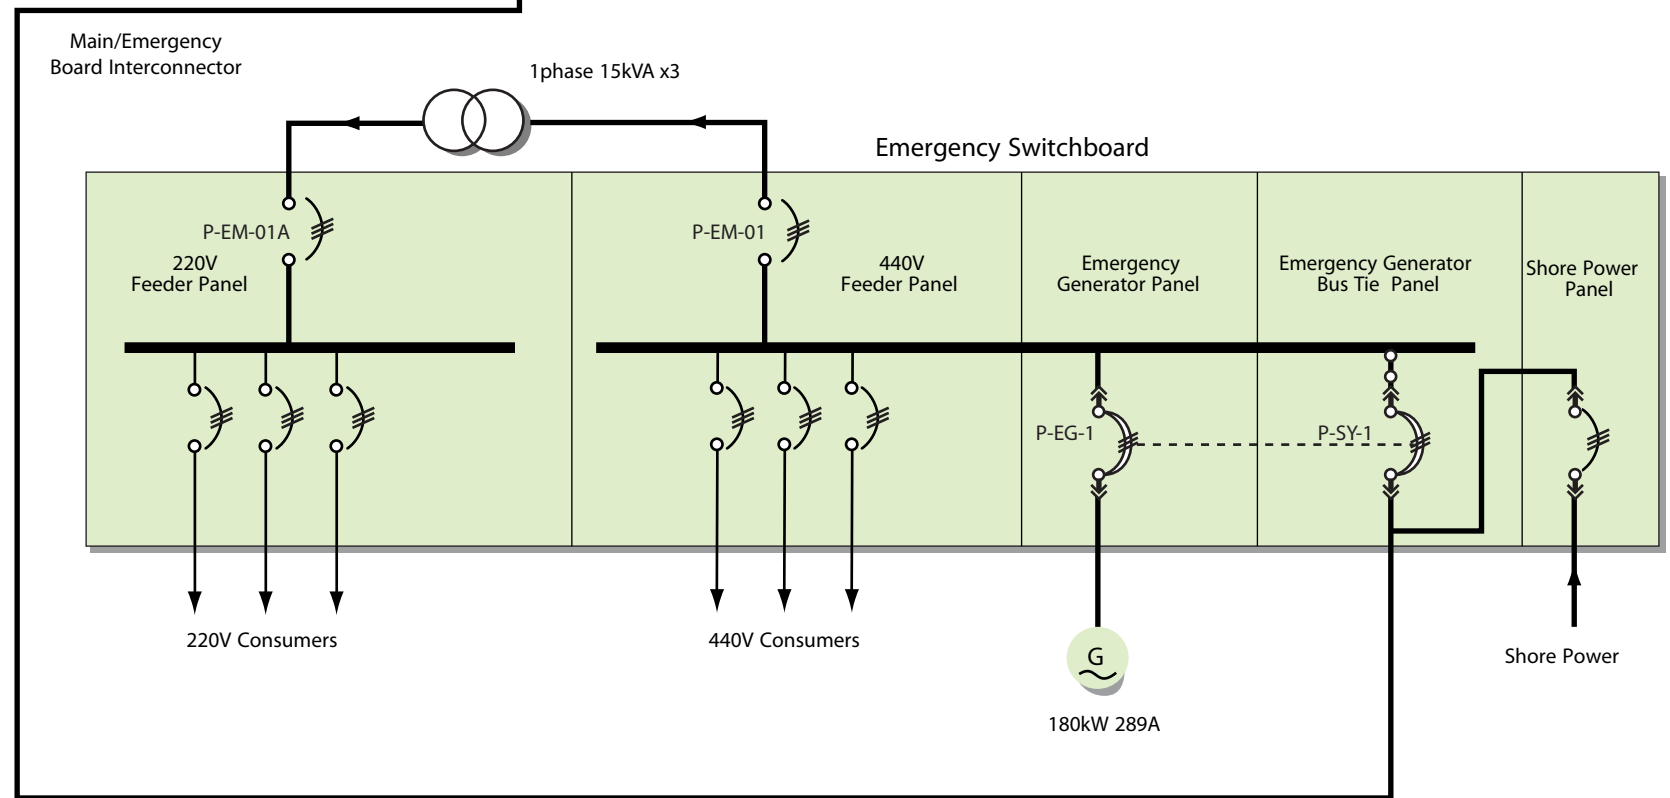 Main/Emergency
Board Interconnector
1phase 15kVA x3
Emergency Switchboard
P-EM-01A
220V
Feeder Panel
P-EM-01
440V
Feeder Panel
Emergency
Generator Panel
Emergency Generator
Bus Tie Panel
Shore Power
Panel
P-EG-1
P-SY-1
220V Consumers
440V Consumers
G
180kW 289A
Shore Power